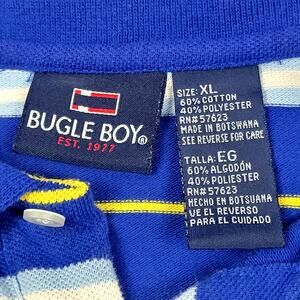 BUGLE BOY®
EST. 1977
SIZE: XL
60% COTTON
40% POLYESTER
RN#57623
MADE IN BOTSWANA
SEE REVERSE FOR CARE
TALLA: EG
60% ALGODÓN
40% POLIESTER
RN#57623
HECHO EN BOTSUANA
VE EL REVERSO
PARA EL CUIDADO